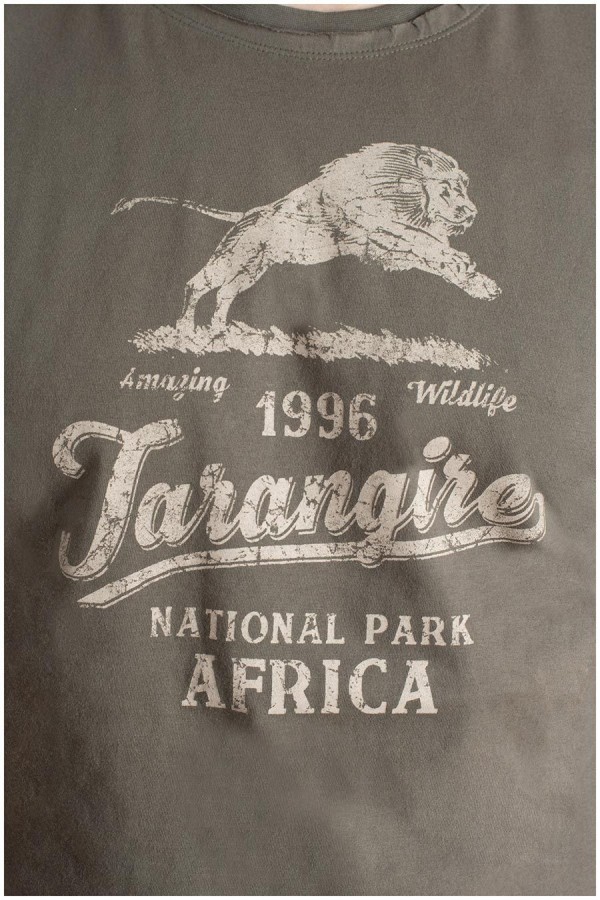 Amazing Wildlife
1996
Tarangire
NATIONAL PARK
AFRICA